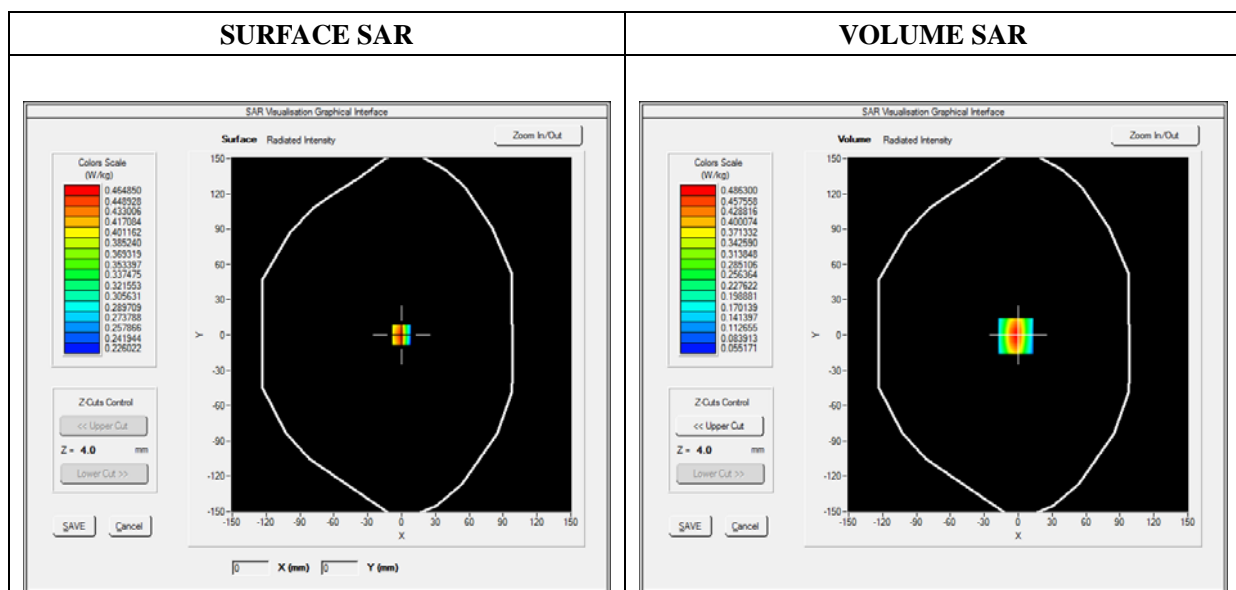 SURFACE SAR
VOLUME SAR
SAR Visualisation Graphical Interface
Surface Radiated Intensity
Zoom In/Out
Colors Scale
(W/kg)
0.464850
0.448928
0.433006
0.417084
0.401162
0.385240
0.369319
0.353397
0.337475
0.321553
0.305631
0.289709
0.273788
0.257866
0.241944
0.226022
Z-Cuts Control
<< Upper Cut
Z = 4.0 mm
Lower Cut >>
SAVE
Cancel
150
120
90
60
30
0
-30
-60
-90
-120
-150
Y
-150 -120 -90 -60 -30 0 30 60 90 120 150
X
0 X (mm) 0 Y (mm)
SAR Visualisation Graphical Interface
Volume Radiated Intensity
Zoom In/Out
Colors Scale
(W/kg)
0.486300
0.457558
0.428816
0.400074
0.371332
0.342590
0.313848
0.285106
0.256364
0.227622
0.198881
0.170139
0.141397
0.112655
0.083913
0.055171
Z-Cuts Control
<< Upper Cut
Z = 4.0 mm
Lower Cut >>
SAVE
Cancel
150
120
90
60
30
0
-30
-60
-90
-120
-150
Y
-150 -120 -90 -60 -30 0 30 60 90 120 150
X